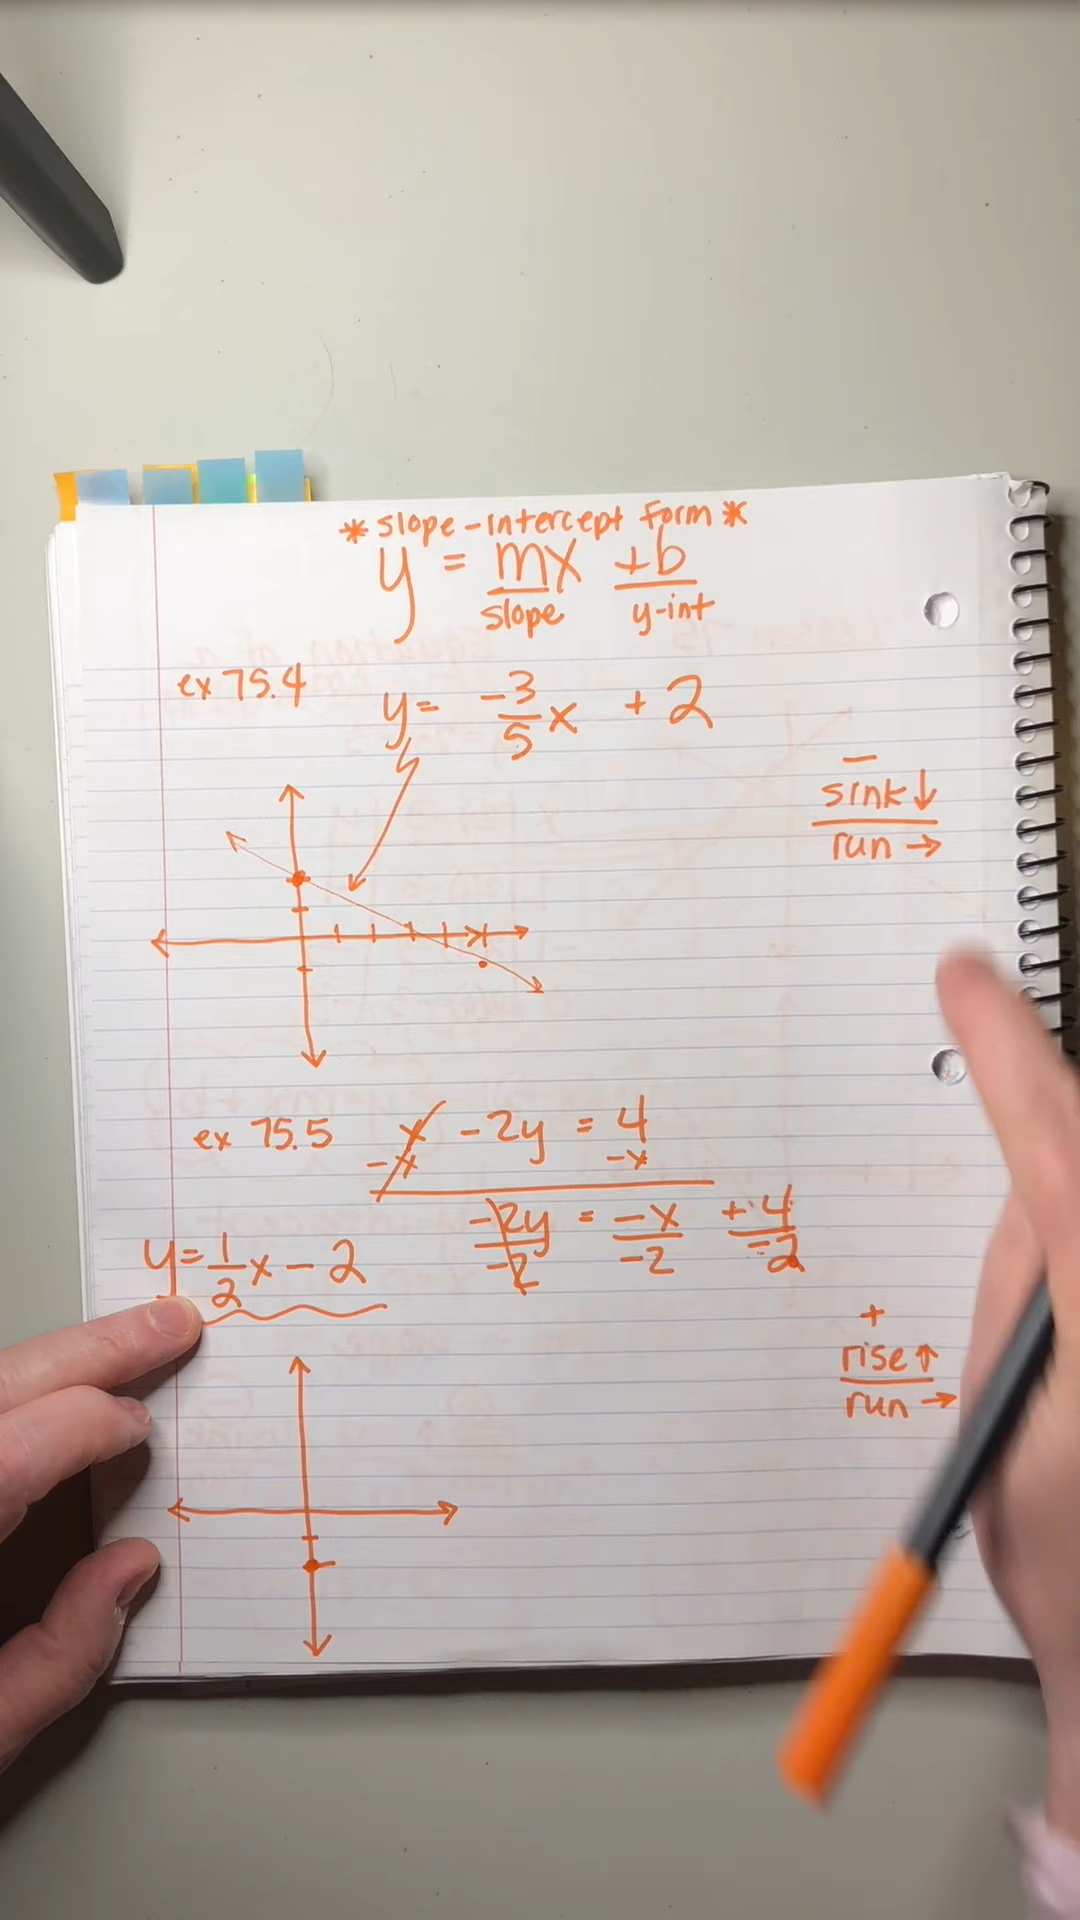 *slope-intercept form*
y = mx +b
slope y-int
ex 75.4 y= -3/5 x + 2
-
sink↓
run →
ex 75.5 x -2y = 4
-x -x
-2y/-2 = -x/-2 +4/-2
y=1/2 x - 2
+
rise↑
run →